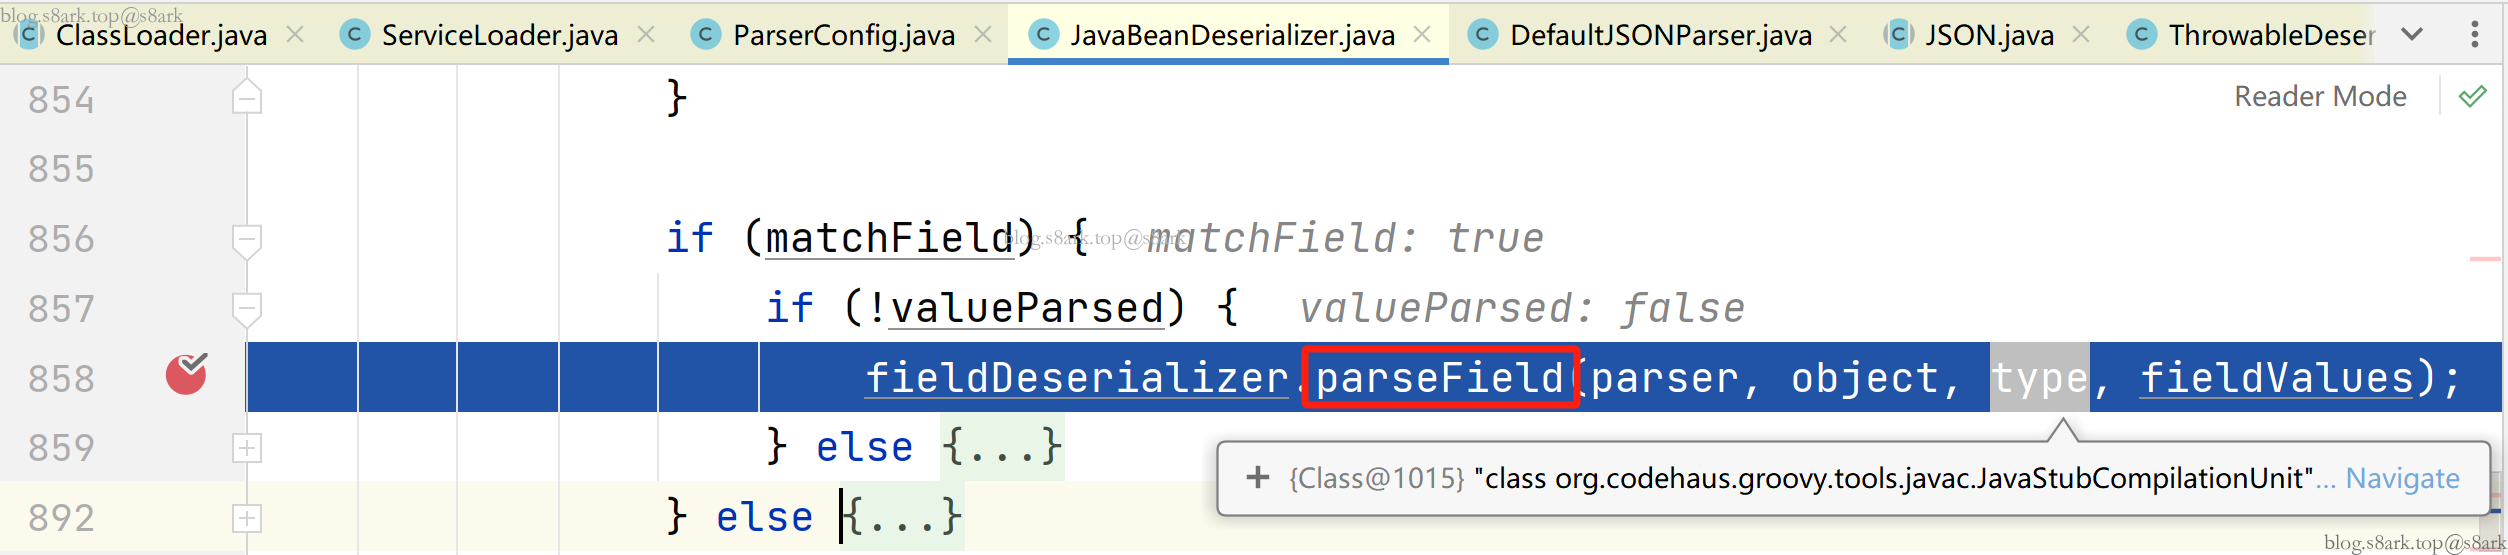 blog.s8ark.top@s8ark
ClassLoader.java ServiceLoader.java ParserConfig.java JavaBeanDeserializer.java DefaultJSONParser.java JSON.java ThrowableDeser
854 } Reader Mode
855
856 if (matchField) { matchField: true
blog.s8ark.top@s8ark
857 if (!valueParsed) { valueParsed: false
858 fieldDeserializer.parseField(parser, object, type, fieldValues);
859 } else {...}
+ {Class@1015} "class org.codehaus.groovy.tools.javac.JavaStubCompilationUnit"... Navigate
892 } else {...}
blog.s8ark.top@s8ark